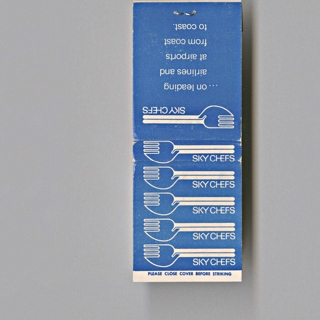 SKY CHEFS
... on leading
airlines and
at airports
from coast
to coast.
SKY CHEFS
SKY CHEFS
SKY CHEFS
SKY CHEFS
SKY CHEFS
PLEASE CLOSE COVER BEFORE STRIKING